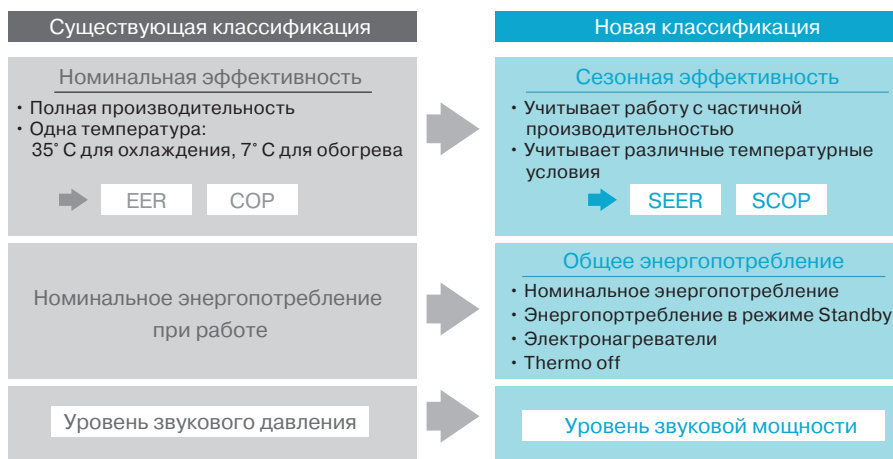 Существующая классификация
Новая классификация
Номинальная эффективность
• Полная производительность
• Одна температура:
35˚ С для охлаждения, 7˚ С для обогрева
EER
COP
Сезонная эффективность
• Учитывает работу с частичной
производительностью
• Учитывает различные температурные
условия
SEER
SCOP
Номинальное энергопотребление
при работе
Общее энергопотребление
• Номинальное энергопотребление
• Энергопортребление в режиме Standby
• Электронагреватели
• Thermo off
Уровень звукового давления
Уровень звуковой мощности